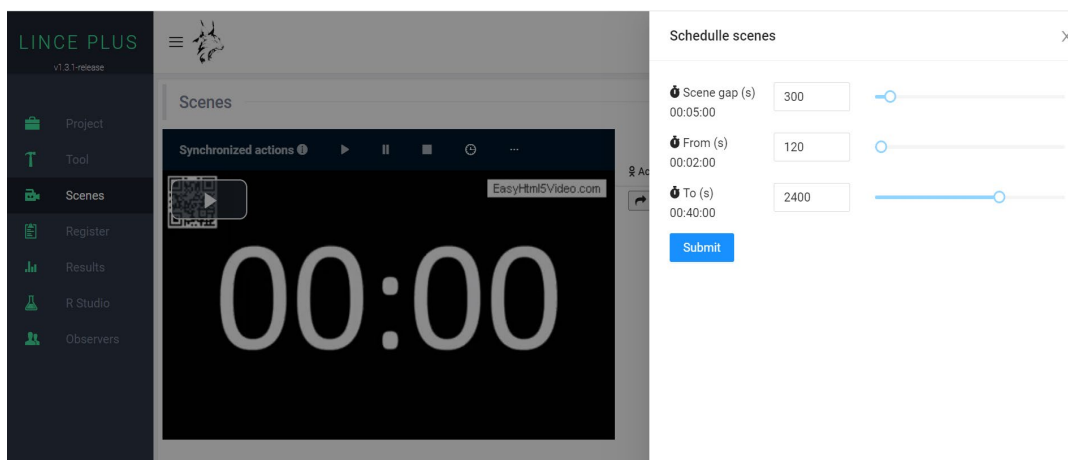 LINCE PLUS
v1.3.1-release
Project
Tool
Scenes
Register
Results
R Studio
Observers
Scenes
Synchronized actions
EasyHtml5Video.com
00:00
Ac
Schedulle scenes
Scene gap (s)
300
00:05:00
From (s)
120
00:02:00
To (s)
2400
00:40:00
Submit